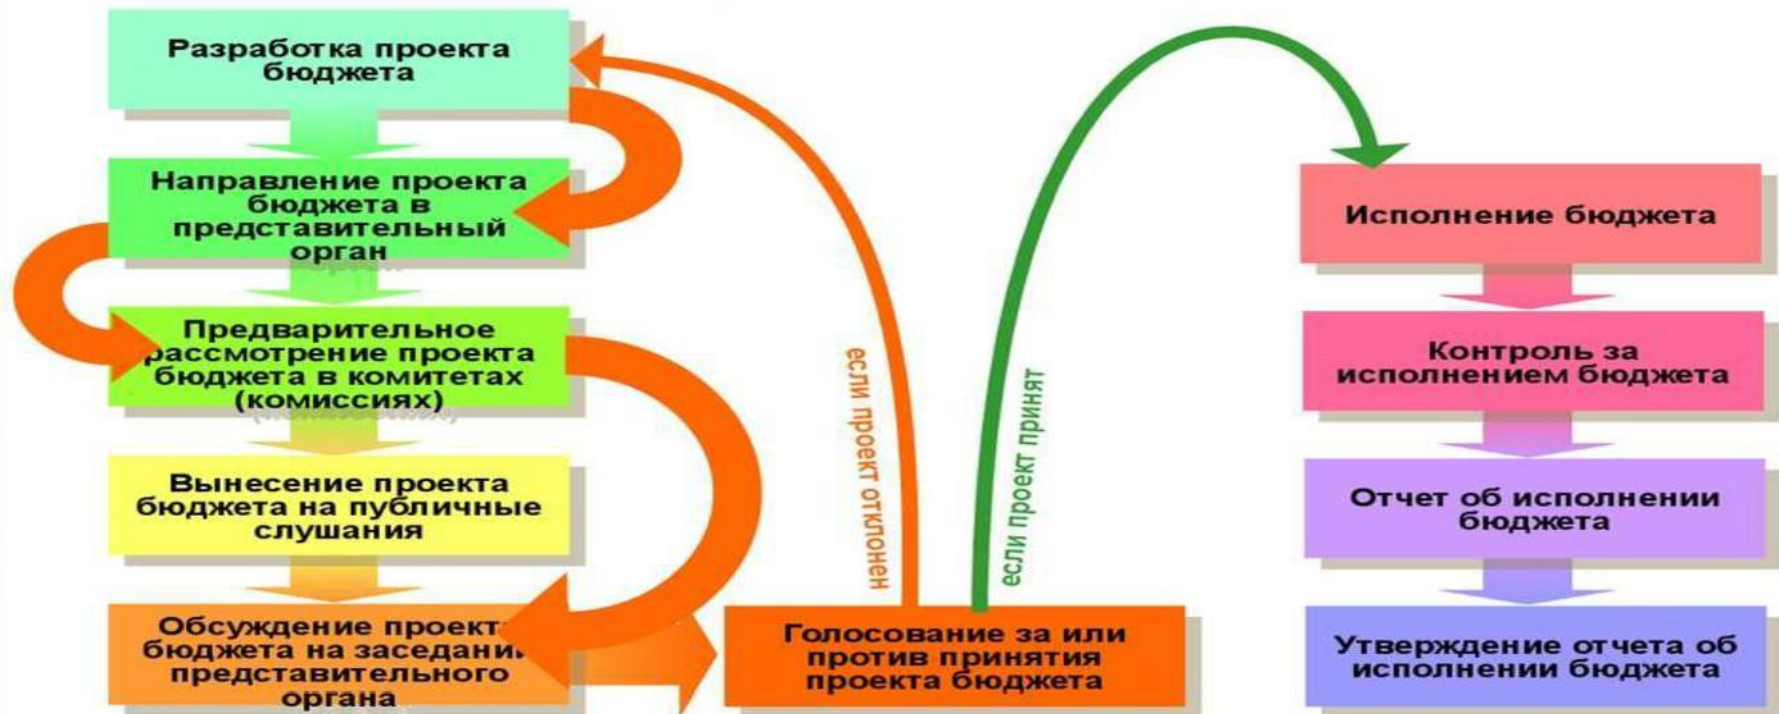 Разработка проекта
бюджета
Направление проекта
бюджета в
представительный
орган
Предварительное
рассмотрение проекта
бюджета в комитетах
(комиссиях)
Вынесение проекта
бюджета на публичные
слушания
Обсуждение проекта
бюджета на заседании
представительного
органа
если проект отклонен
если проект принят
Голосование за или
против принятия
проекта бюджета
Исполнение бюджета
Контроль за
исполнением бюджета
Отчет об исполнении
бюджета
Утверждение отчета об
исполнении бюджета